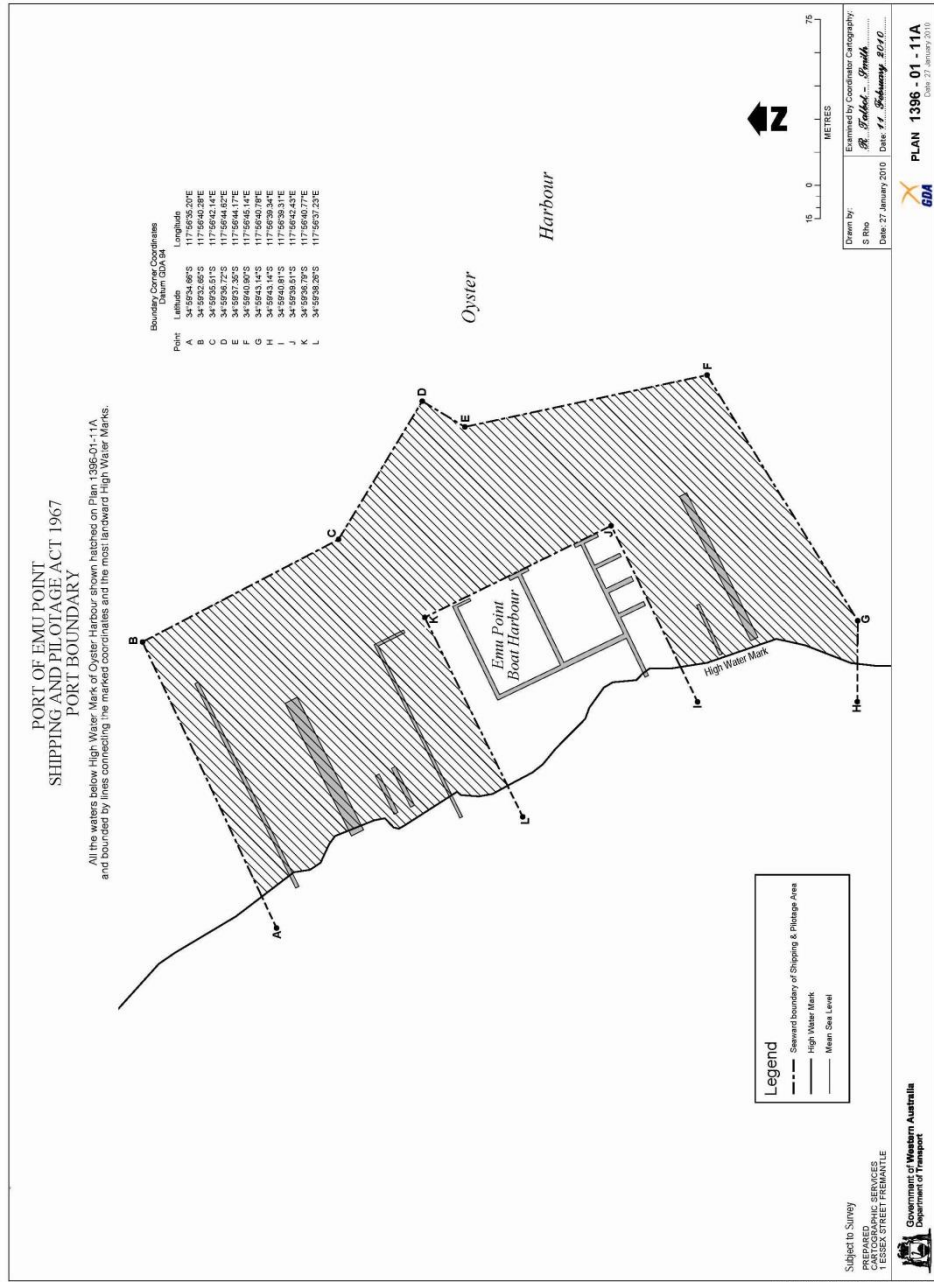 PORT OF EMU POINT
SHIPPING AND PILOTAGE ACT 1967
PORT BOUNDARY
All the waters below High Water Mark of Oyster Harbour shown hatched on Plan 1396-01-11A
and bounded by lines connecting the marked coordinates and the most landward High Water Marks.
Boundary Corner Coordinates
Datum GDA 94
Point Latitude Longitude
A 34°59'34.66"S 117°56'35.20"E
B 34°59'32.65"S 117°56'40.28"E
C 34°59'35.51"S 117°56'42.14"E
D 34°59'36.72"S 117°56'44.62"E
E 34°59'37.35"S 117°56'44.17"E
F 34°59'40.90"S 117°56'45.14"E
G 34°59'43.14"S 117°56'40.78"E
H 34°59'43.14"S 117°56'39.34"E
I 34°59'40.81"S 117°56'39.31"E
J 34°59'39.51"S 117°56'42.43"E
K 34°59'36.79"S 117°56'40.77"E
L 34°59'38.26"S 117°56'37.23"E
A
B
C
D
E
F
G
H
I
J
K
L
Emu Point
Boat Harbour
High Water Mark
Oyster
Harbour
N
15 0 75
METRES
Legend
Seaward boundary of Shipping & Pilotage Area
High Water Mark
Mean Sea Level
Subject to Survey
PREPARED
CARTOGRAPHIC SERVICES
1 ESSEX STREET FREMANTLE
Drawn by:
S Rho
Date: 27 January 2010
Examined by Coordinator Cartography:
R. Talbot - Smith
Date: 11 February 2010
Government of Western Australia
Department of Transport
GDA
PLAN 1396 - 01 - 11A
Date: 27 January 2010